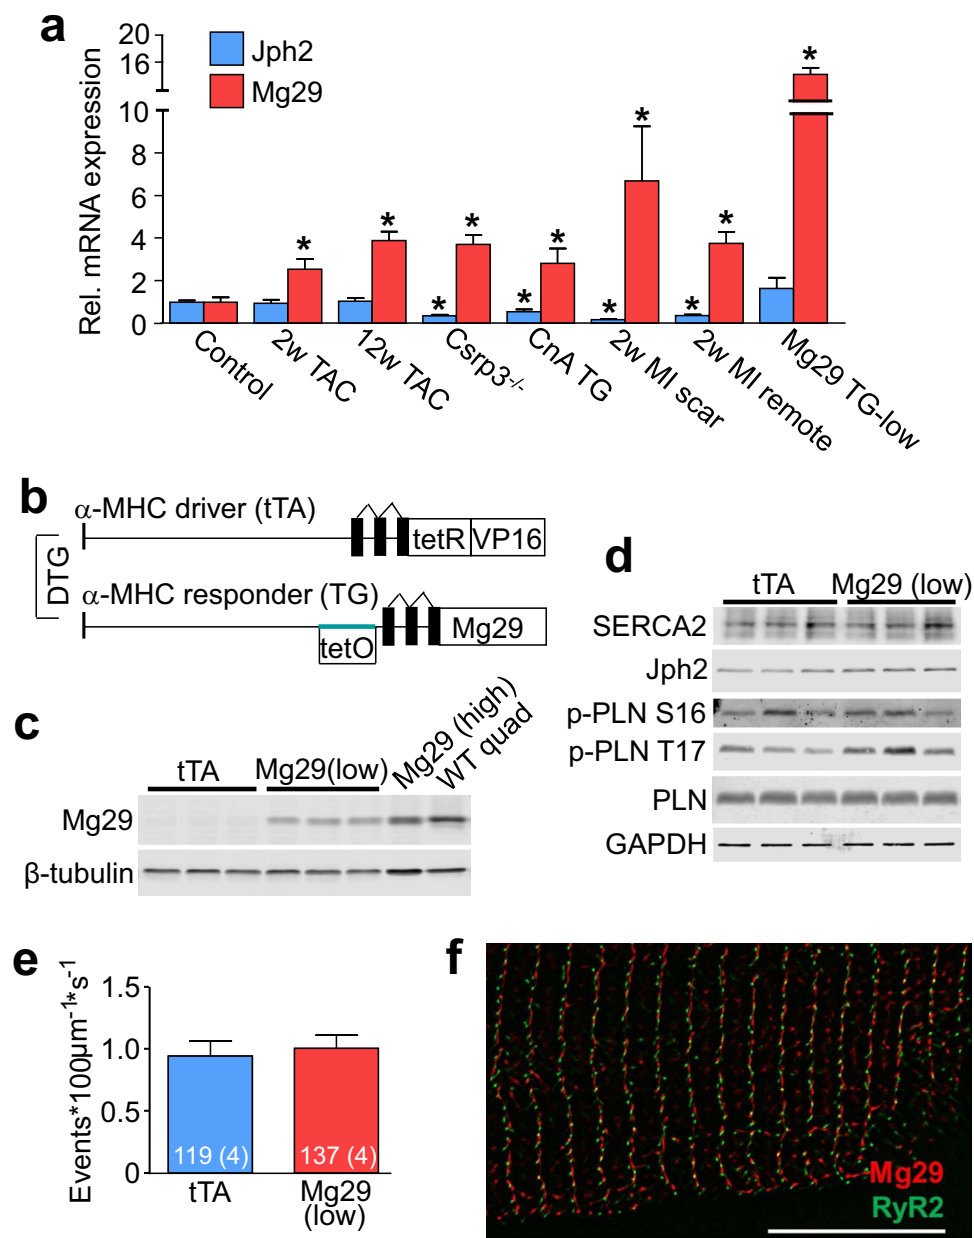 a
20
16
10
8
6
4
2
0
Rel. mRNA expression
Jph2
Mg29
* * * * * * * * * * *
Control
2w TAC
12w TAC
Csrp3-/-
CnA TG
2w MI scar
2w MI remote
Mg29 TG-low
b
α-MHC driver (tTA)
tetR VP16
DTG
α-MHC responder (TG)
tetO
Mg29
c
tTA
Mg29(low)
Mg29 (high)
WT quad
Mg29
β-tubulin
d
tTA Mg29 (low)
SERCA2
Jph2
p-PLN S16
p-PLN T17
PLN
GAPDH
e
Events*100µm-1*s-1
1.5
1.0
0.5
0
119 (4)
137 (4)
tTA
Mg29
(low)
f
Mg29
RyR2